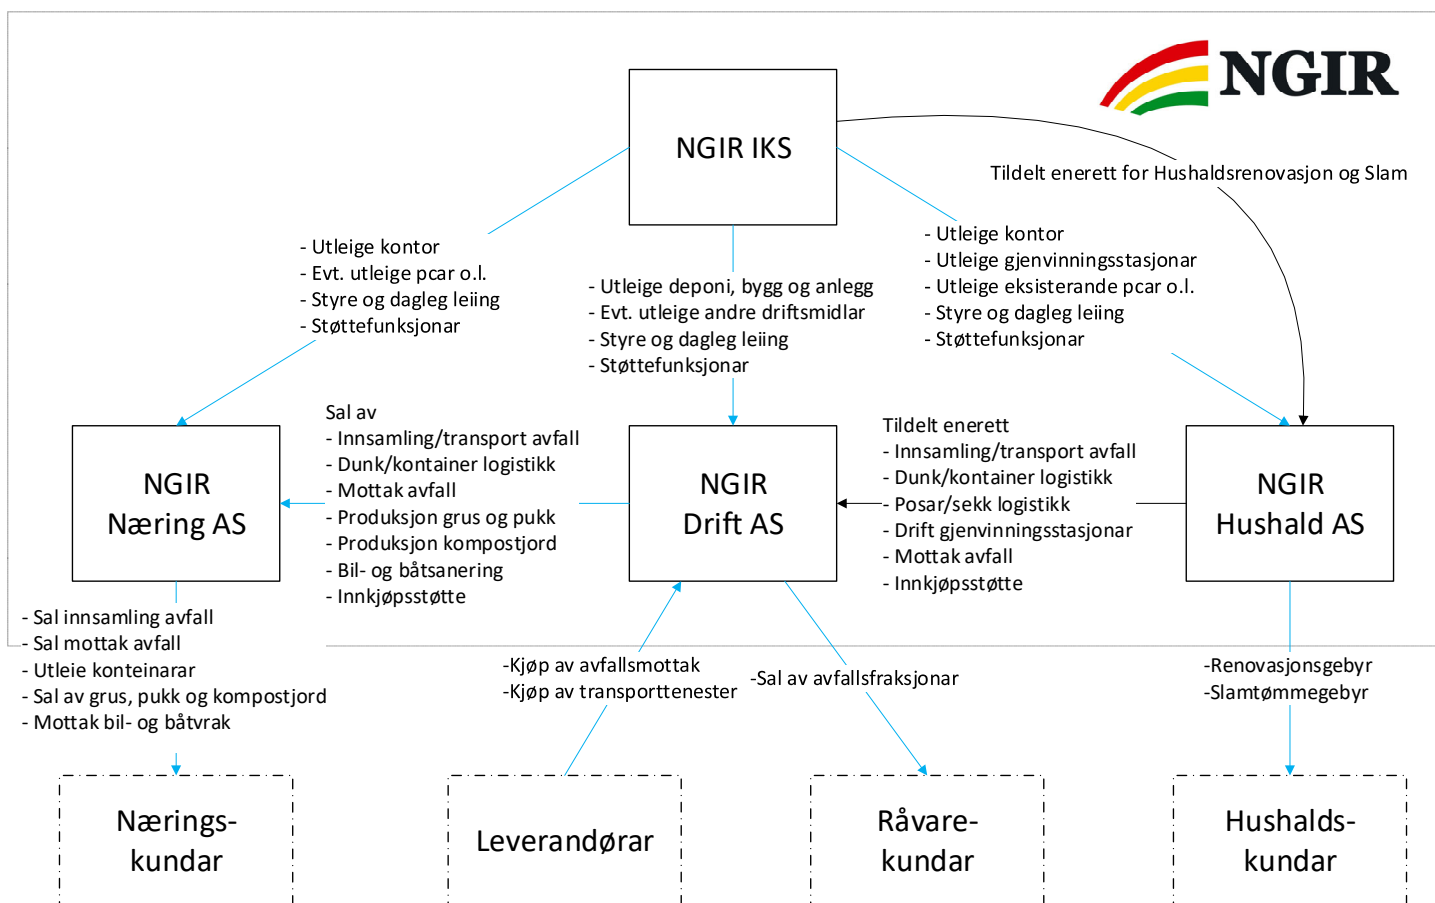 NGIR
NGIR IKS
Tildelt enerett for Hushaldsrenovasjon og Slam
- Utleige kontor
- Evt. utleige pcar o.l.
- Styre og dagleg leiing
- Støttefunksjonar
- Utleige deponi, bygg og anlegg
- Evt. utleige andre driftsmidlar
- Styre og dagleg leiing
- Støttefunksjonar
- Utleige kontor
- Utleige gjenvinningsstasjonar
- Utleige eksisterande pcar o.l.
- Styre og dagleg leiing
- Støttefunksjonar
NGIR
Næring AS
Sal av
- Innsamling/transport avfall
- Dunk/kontainer logistikk
- Mottak avfall
- Produksjon grus og pukk
- Produksjon kompostjord
- Bil- og båtsanering
- Innkjøpsstøtte
NGIR
Drift AS
Tildelt enerett
- Innsamling/transport avfall
- Dunk/kontainer logistikk
- Posar/sekk logistikk
- Drift gjenvinningsstasjonar
- Mottak avfall
- Innkjøpsstøtte
NGIR
Hushald AS
- Sal innsamling avfall
- Sal mottak avfall
- Utleie konteinarar
- Sal av grus, pukk og kompostjord
- Mottak bil- og båtvrak
-Kjøp av avfallsmottak
-Kjøp av transporttenester
-Sal av avfallsfraksjonar
-Renovasjonsgebyr
-Slamtømmegebyr
Nærings-
kundar
Leverandørar
Råvare-
kundar
Hushalds-
kundar